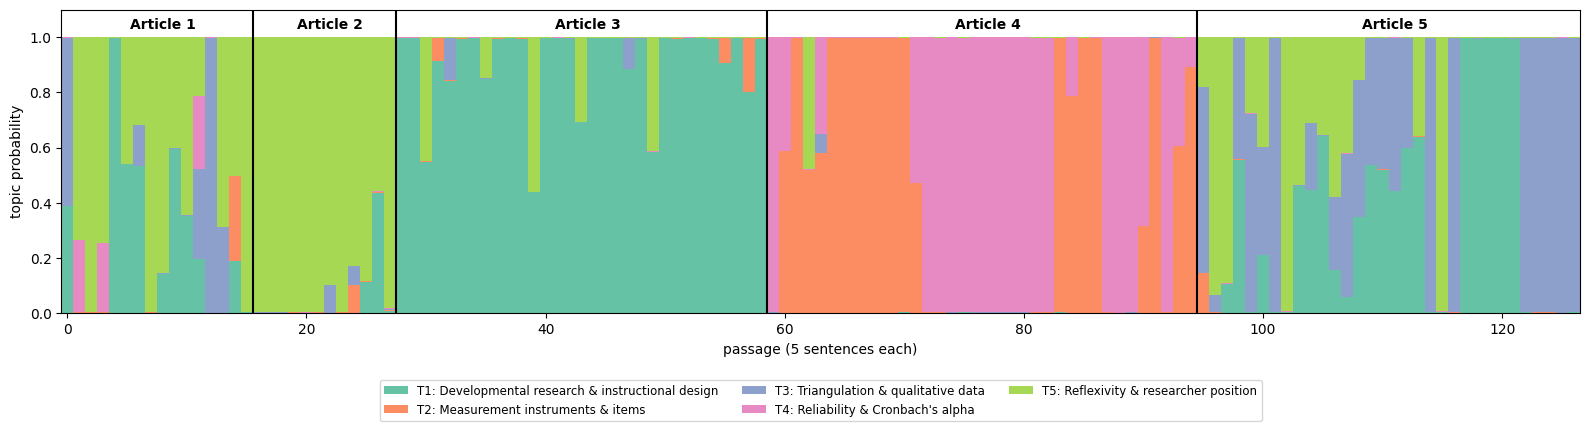 Article 1 Article 2 Article 3 Article 4 Article 5
1.0
0.8
0.6
0.4
0.2
0.0
topic probability
0 20 40 60 80 100 120
passage (5 sentences each)
T1: Developmental research & instructional design T3: Triangulation & qualitative data T5: Reflexivity & researcher position
T2: Measurement instruments & items T4: Reliability & Cronbach's alpha